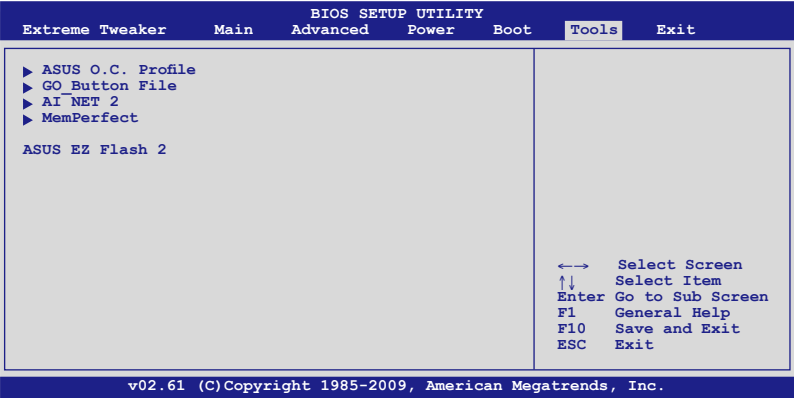 BIOS SETUP UTILITY
Extreme Tweaker Main Advanced Power Boot Tools Exit
ASUS O.C. Profile
GO_Button File
AI NET 2
MemPerfect
ASUS EZ Flash 2
←→ Select Screen
↑↓ Select Item
Enter Go to Sub Screen
F1 General Help
F10 Save and Exit
ESC Exit
v02.61 (C)Copyright 1985-2009, American Megatrends, Inc.